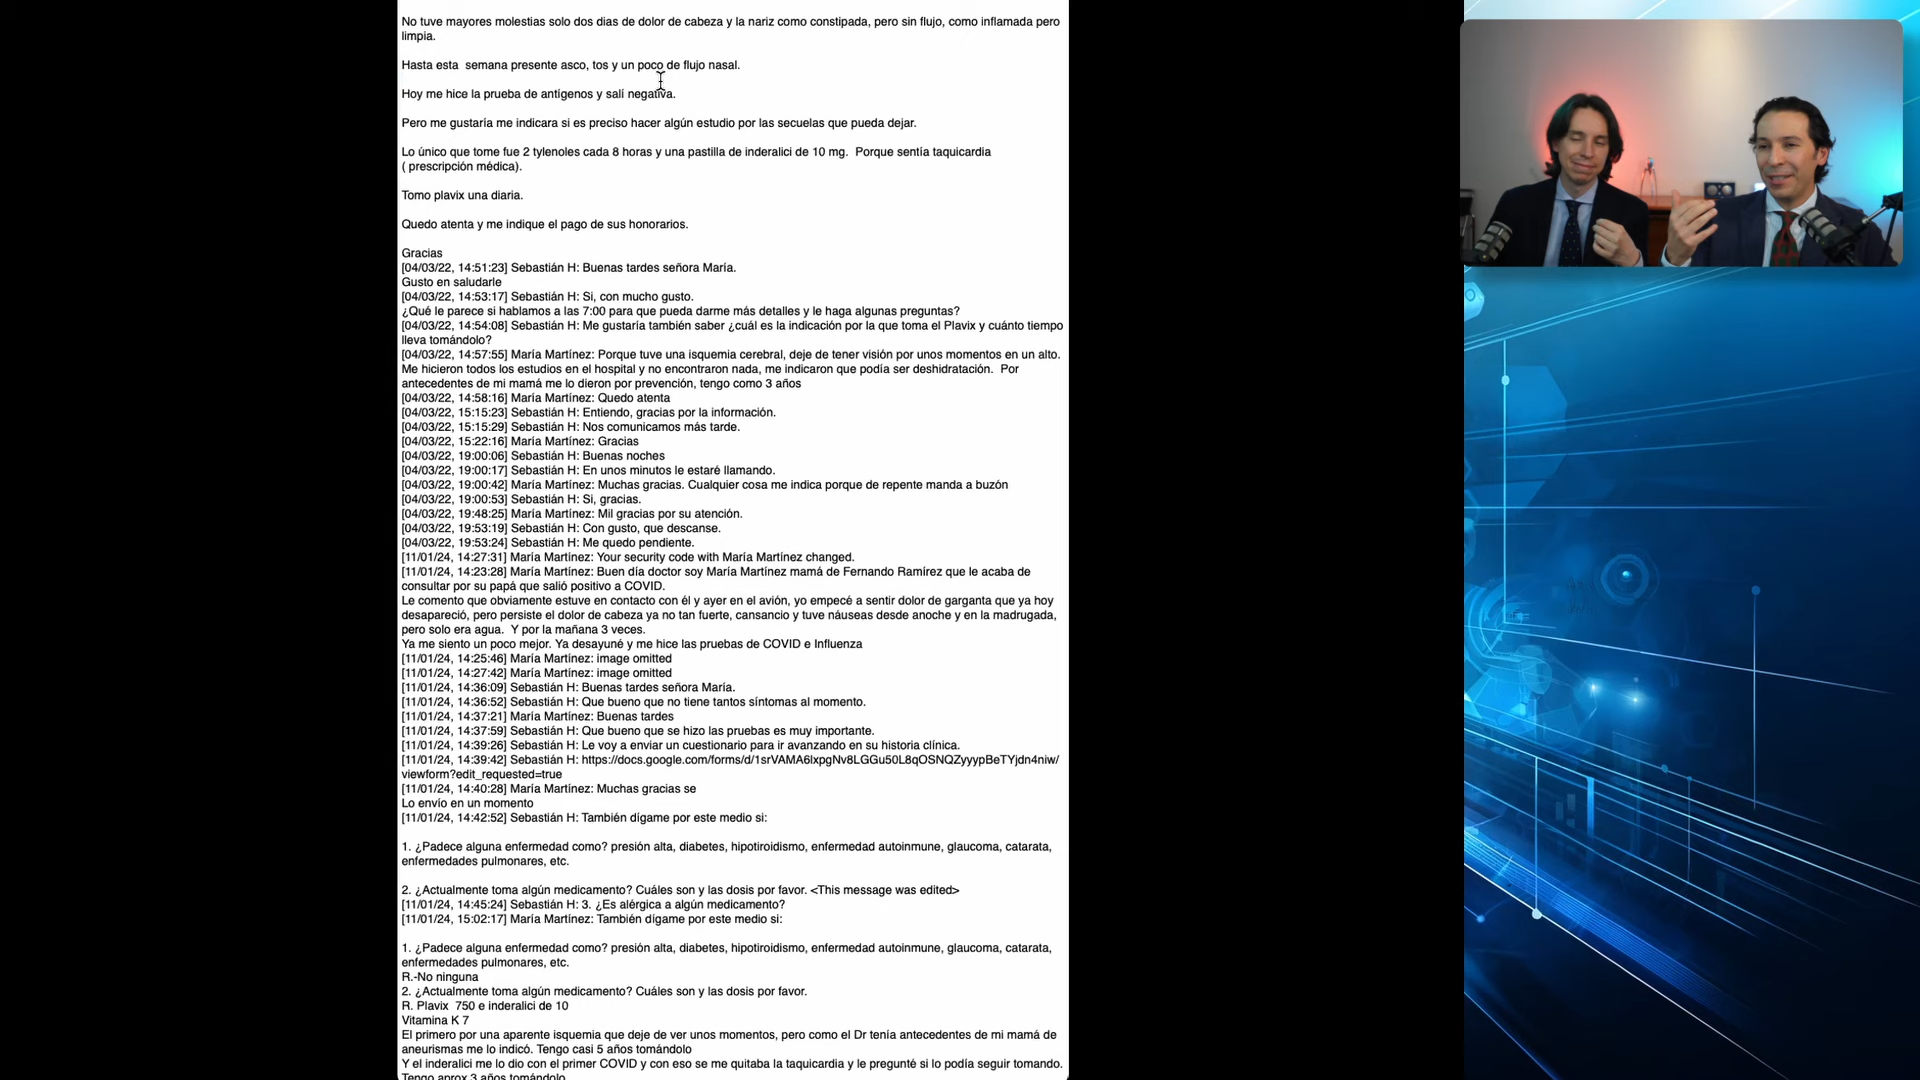 No tuve mayores molestias solo dos dias de dolor de cabeza y la nariz como constipada, pero sin flujo, como inflamada pero
limpia.
Hasta esta  semana presente asco, tos y un poco de flujo nasal.
Hoy me hice la prueba de antígenos y salí negativa.
Pero me gustaría me indicara si es preciso hacer algún estudio por las secuelas que pueda dejar.
Lo único que tome fue 2 tylenoles cada 8 horas y una pastilla de inderalici de 10 mg.  Porque sentía taquicardia
( prescripción médica).
Tomo plavix una diaria.
Quedo atenta y me indique el pago de sus honorarios.
Gracias
[04/03/22, 14:51:23] Sebastián H: Buenas tardes señora María.
Gusto en saludarle
[04/03/22, 14:53:17] Sebastián H: Si, con mucho gusto.
¿Qué le parece si hablamos a las 7:00 para que pueda darme más detalles y le haga algunas preguntas?
[04/03/22, 14:54:08] Sebastián H: Me gustaría también saber ¿cuál es la indicación por la que toma el Plavix y cuánto tiempo
lleva tomándolo?
[04/03/22, 14:57:55] María Martínez: Porque tuve una isquemia cerebral, deje de tener visión por unos momentos en un alto.
Me hicieron todos los estudios en el hospital y no encontraron nada, me indicaron que podía ser deshidratación.  Por
antecedentes de mi mamá me lo dieron por prevención, tengo como 3 años
[04/03/22, 14:58:16] María Martínez: Quedo atenta
[04/03/22, 15:15:23] Sebastián H: Entiendo, gracias por la información.
[04/03/22, 15:15:29] Sebastián H: Nos comunicamos más tarde.
[04/03/22, 15:22:16] María Martínez: Gracias
[04/03/22, 19:00:06] Sebastián H: Buenas noches
[04/03/22, 19:00:17] Sebastián H: En unos minutos le estaré llamando.
[04/03/22, 19:00:42] María Martínez: Muchas gracias. Cualquier cosa me indica porque de repente manda a buzón
[04/03/22, 19:00:53] Sebastián H: Si, gracias.
[04/03/22, 19:48:25] María Martínez: Mil gracias por su atención.
[04/03/22, 19:53:19] Sebastián H: Con gusto, que descanse.
[04/03/22, 19:53:24] Sebastián H: Me quedo pendiente.
[11/01/24, 14:27:31] María Martínez: Your security code with María Martínez changed.
[11/01/24, 14:23:28] María Martínez: Buen día doctor soy María Martínez mamá de Fernando Ramírez que le acaba de
consultar por su papá que salió positivo a COVID.
Le comento que obviamente estuve en contacto con él y ayer en el avión, yo empecé a sentir dolor de garganta que ya hoy
desapareció, pero persiste el dolor de cabeza ya no tan fuerte, cansancio y tuve náuseas desde anoche y en la madrugada,
pero solo era agua.  Y por la mañana 3 veces.
Ya me siento un poco mejor. Ya desayuné y me hice las pruebas de COVID e Influenza
[11/01/24, 14:25:46] María Martínez: image omitted
[11/01/24, 14:27:42] María Martínez: image omitted
[11/01/24, 14:36:09] Sebastián H: Buenas tardes señora María.
[11/01/24, 14:36:52] Sebastián H: Que bueno que no tiene tantos síntomas al momento.
[11/01/24, 14:37:21] María Martínez: Buenas tardes
[11/01/24, 14:37:59] Sebastián H: Que bueno que se hizo las pruebas es muy importante.
[11/01/24, 14:39:26] Sebastián H: Le voy a enviar un cuestionario para ir avanzando en su historia clínica.
[11/01/24, 14:39:42] Sebastián H: https://docs.google.com/forms/d/1srVAMA6lxpgNv8LGGu50L8qOSNQZyyypBeTYjdn4niw/
viewform?edit_requested=true
[11/01/24, 14:40:28] María Martínez: Muchas gracias se
Lo envío en un momento
[11/01/24, 14:42:52] Sebastián H: También dígame por este medio si:
1. ¿Padece alguna enfermedad como? presión alta, diabetes, hipotiroidismo, enfermedad autoinmune, glaucoma, catarata,
enfermedades pulmonares, etc.
2. ¿Actualmente toma algún medicamento? Cuáles son y las dosis por favor. <This message was edited>
[11/01/24, 14:45:24] Sebastián H: 3. ¿Es alérgica a algún medicamento?
[11/01/24, 15:02:17] María Martínez: También dígame por este medio si:
1. ¿Padece alguna enfermedad como? presión alta, diabetes, hipotiroidismo, enfermedad autoinmune, glaucoma, catarata,
enfermedades pulmonares, etc.
R.-No ninguna
2. ¿Actualmente toma algún medicamento? Cuáles son y las dosis por favor.
R. Plavix  750 e inderalici de 10
Vitamina K 7
El primero por una aparente isquemia que deje de ver unos momentos, pero como el Dr tenía antecedentes de mi mamá de
aneurismas me lo indicó. Tengo casi 5 años tomándolo
Y el inderalici me lo dio con el primer COVID y con eso se me quitaba la taquicardia y le pregunté si lo podía seguir tomando.
Tengo aprox 3 años tomándolo